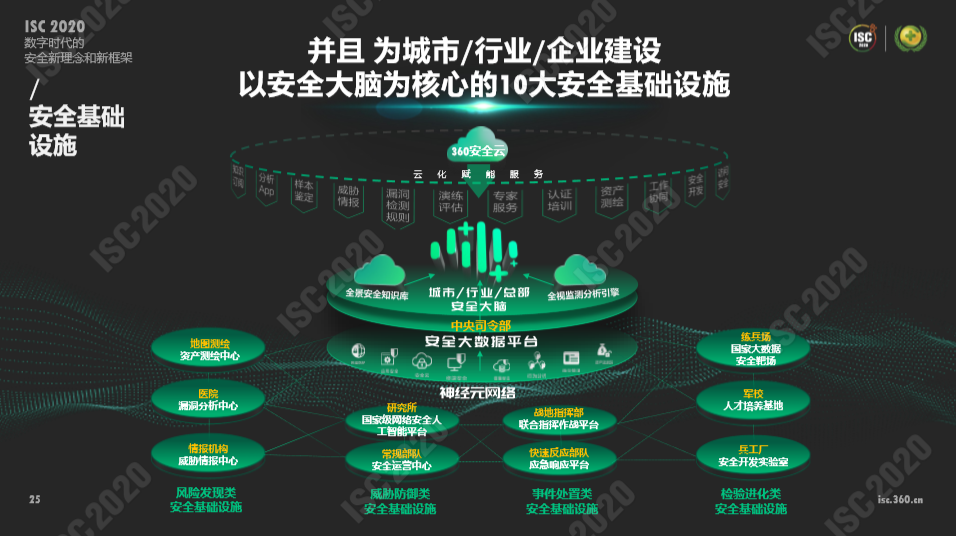 ISC 2020
数字时代的
安全新理念和新框架
/
安全基础
设施
并且 为城市/行业/企业建设
以安全大脑为核心的10大安全基础设施
ISC
2020
360安全云
云化赋能服务
分析
App
样本
鉴定
威胁
情报
漏洞
检测
规则
演练
评估
专家
服务
认证
培训
资产
测绘
工作
协同
安全
开发
全景安全知识库
城市/行业/总部
安全大脑
全视监测分析引擎
中央司令部
安全大数据平台
神经元网络
地图测绘
资产测绘中心
医院
漏洞分析中心
情报机构
威胁情报中心
风险发现类
安全基础设施
研究所
国家级网络安全人
工智能平台
常规部队
安全运营中心
威胁防御类
安全基础设施
战地指挥部
联合指挥作战平台
快速反应部队
应急响应平台
事件处置类
安全基础设施
练兵场
国家大数据
安全靶场
军校
人才培养基地
兵工厂
安全开发实验室
检验进化类
安全基础设施
25
isc.360.cn